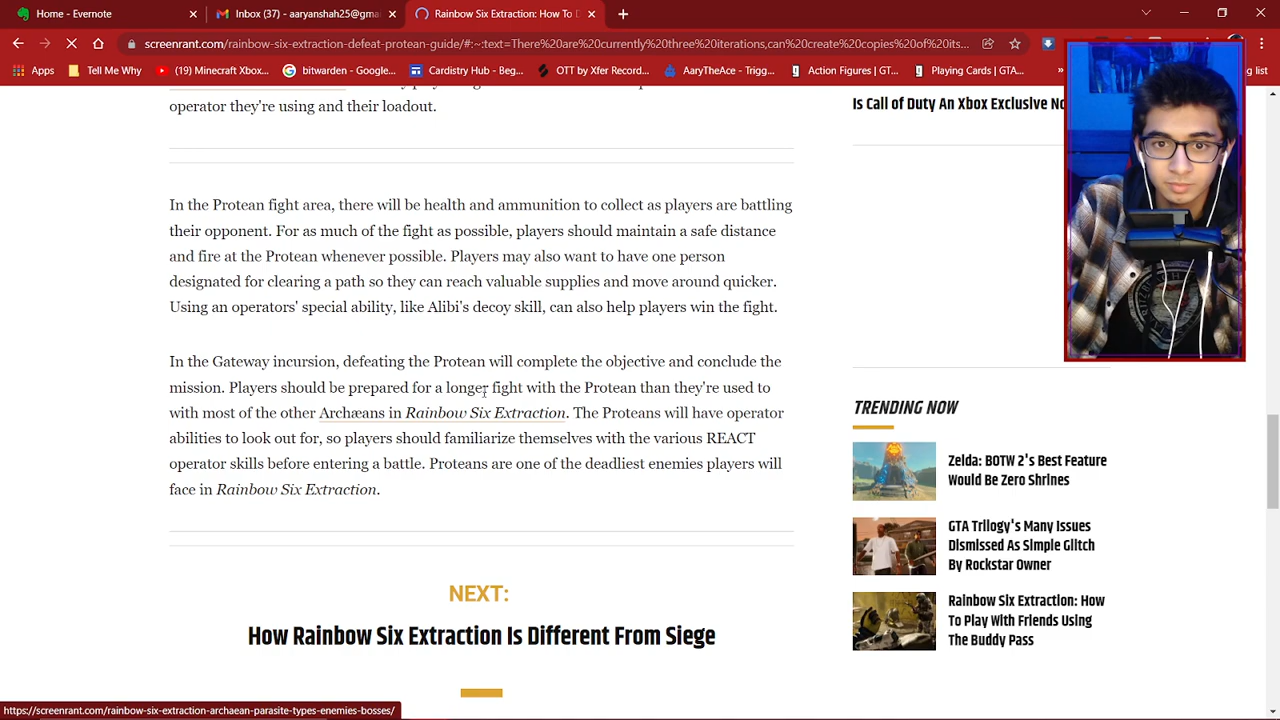 Home - Evernote
Inbox (37) - aaryanshah25@gma
Rainbow Six Extraction: How To D
screenrant.com/rainbow-six-extraction-defeat-protean-guide/#:~:text=There%20are%20currently%20three%20iterations,can%20create%20copies%20of%20its...
Apps
Tell Me Why
(19) Minecraft Xbox...
bitwarden - Google...
Cardistry Hub - Beg...
OTT by Xfer Record...
AaryTheAce - Trigg...
Action Figures | GT...
Playing Cards | GTA...
»
ng list
operator they're using and their loadout.
In the Protean fight area, there will be health and ammunition to collect as players are battling
their opponent. For as much of the fight as possible, players should maintain a safe distance
and fire at the Protean whenever possible. Players may also want to have one person
designated for clearing a path so they can reach valuable supplies and move around quicker.
Using an operators' special ability, like Alibi's decoy skill, can also help players win the fight.
In the Gateway incursion, defeating the Protean will complete the objective and conclude the
mission. Players should be prepared for a longer fight with the Protean than they're used to
with most of the other Archæans in Rainbow Six Extraction. The Proteans will have operator
abilities to look out for, so players should familiarize themselves with the various REACT
operator skills before entering a battle. Proteans are one of the deadliest enemies players will
face in Rainbow Six Extraction.
NEXT:
How Rainbow Six Extraction Is Different From Siege
Is Call of Duty An Xbox Exclusive No
TRENDING NOW
Zelda: BOTW 2's Best Feature
Would Be Zero Shrines
GTA Trilogy's Many Issues
Dismissed As Simple Glitch
By Rockstar Owner
Rainbow Six Extraction: How
To Play With Friends Using
The Buddy Pass
https://screenrant.com/rainbow-six-extraction-archaean-parasite-types-enemies-bosses/